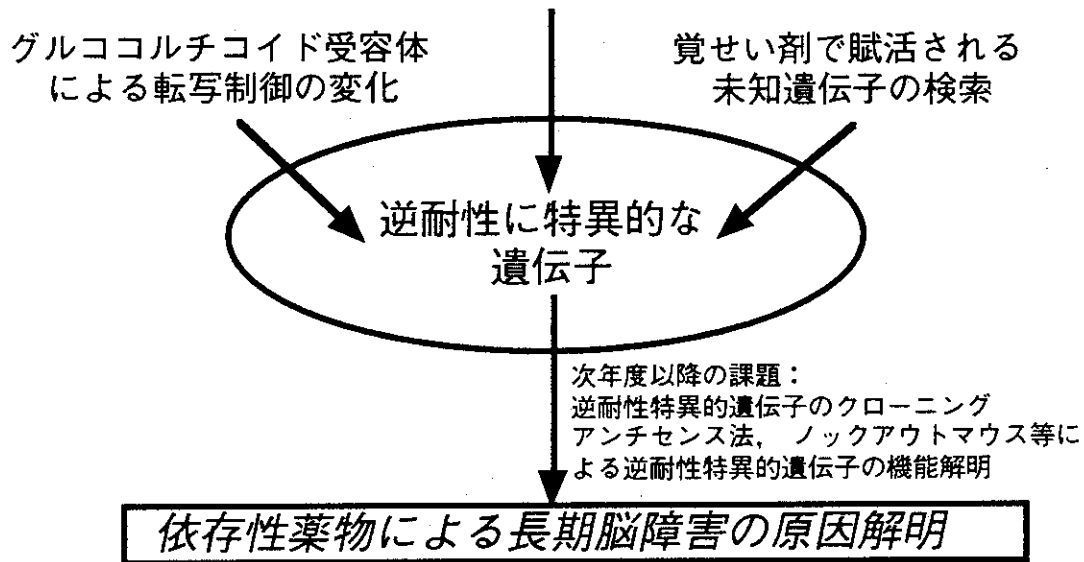 グルココルチコイド受容体
による転写制御の変化
覚せい剤で賦活される
未知遺伝子の検索
逆耐性に特異的な
遺伝子
次年度以降の課題：
逆耐性特異的遺伝子のクローニング
アンチセンス法， ノックアウトマウス等に
よる逆耐性特異的遺伝子の機能解明
依存性薬物による長期脳障害の原因解明